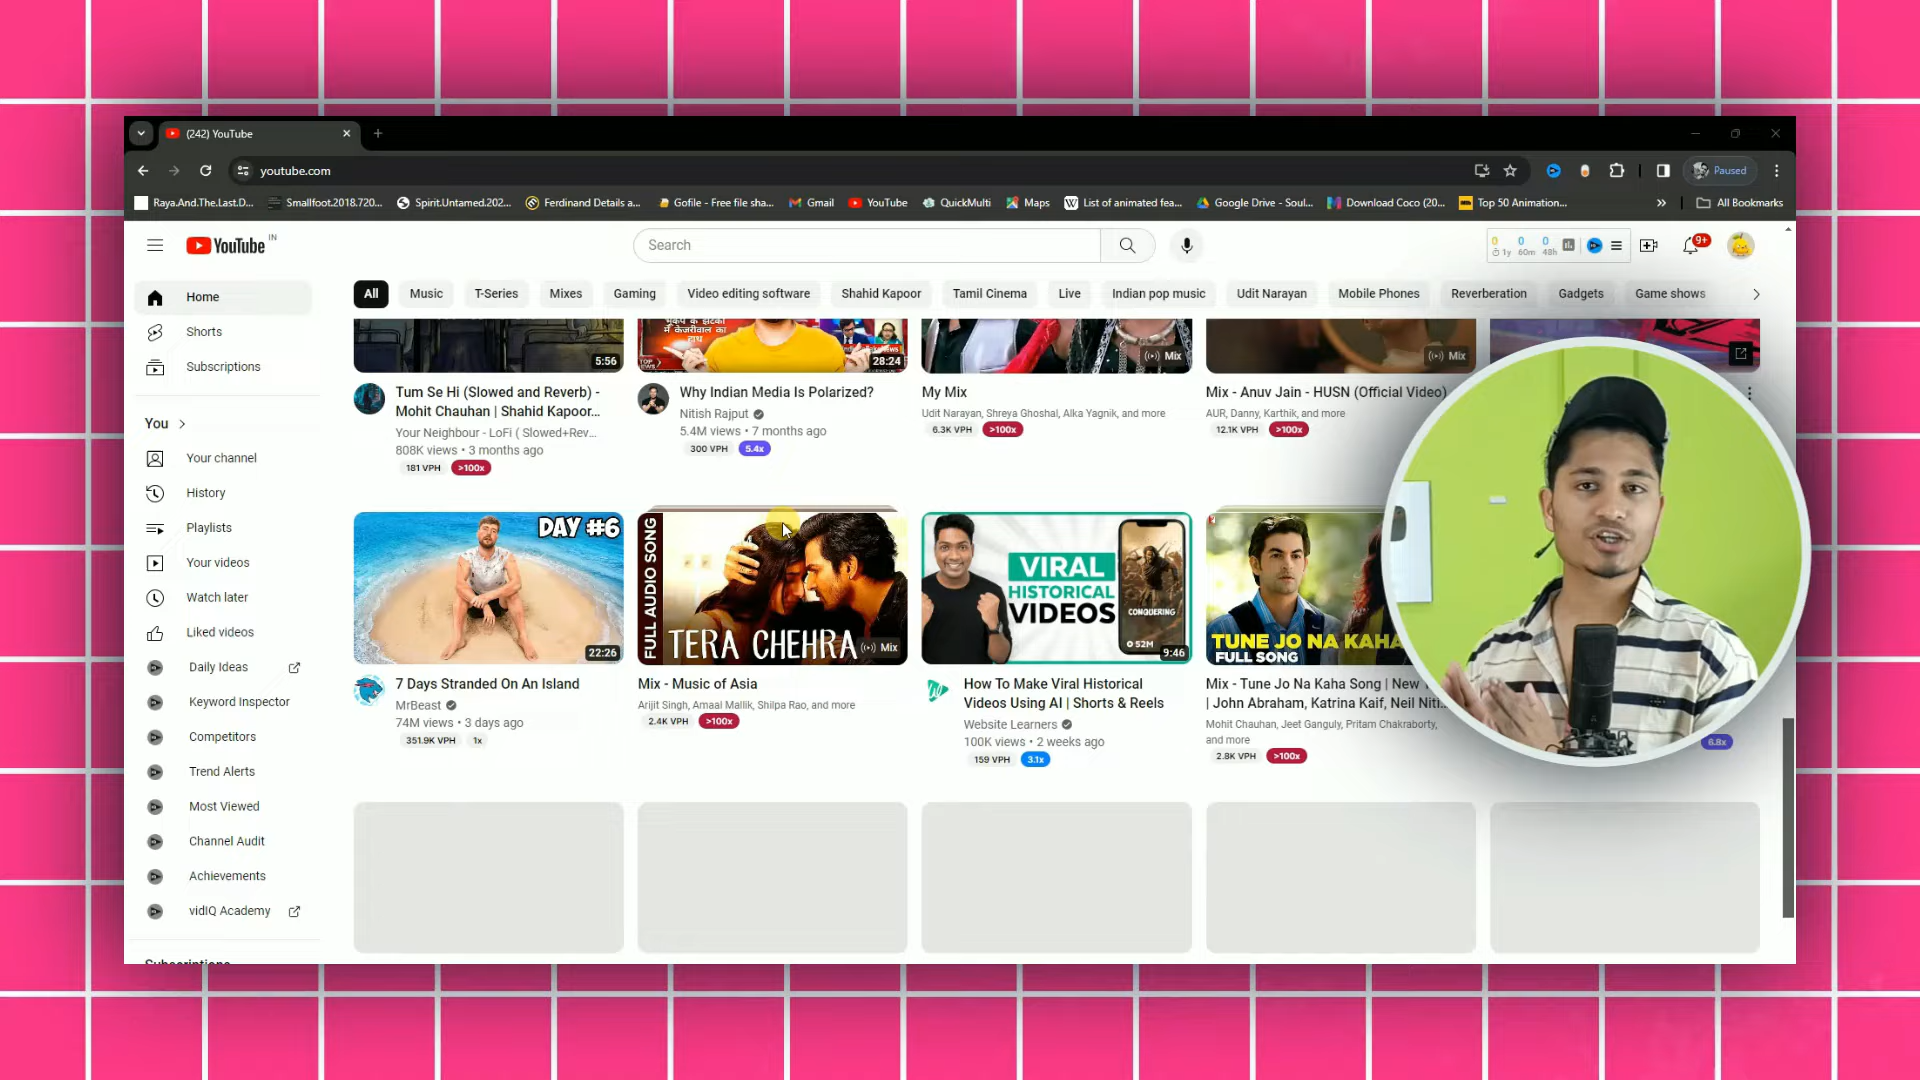 (242) YouTube
youtube.com
Paused
Raya.And.The.Last.D...
Smallfoot.2018.720...
Spirit.Untamed.202...
Ferdinand Details a...
Gofile - Free file sha...
Gmail
YouTube
QuickMulti
Maps
List of animated fea...
Google Drive - Soul...
Download Coco (20...
Top 50 Animation...
»
All Bookmarks
YouTube IN
Search
0 0 0
1y 60m 48h
9+
Home
Shorts
Subscriptions
You
Your channel
History
Playlists
Your videos
Watch later
Liked videos
Daily Ideas
Keyword Inspector
Competitors
Trend Alerts
Most Viewed
Channel Audit
Achievements
vidIQ Academy
All
Music
T-Series
Mixes
Gaming
Video editing software
Shahid Kapoor
Tamil Cinema
Live
Indian pop music
Udit Narayan
Mobile Phones
Reverberation
Gadgets
Game shows
5:56
Tum Se Hi (Slowed and Reverb) -
Mohit Chauhan | Shahid Kapoor...
Your Neighbour - LoFi ( Slowed+Rev...
808K views • 3 months ago
181 VPH >100x
में केजरीवाल का
हाथ
28:24
Why Indian Media Is Polarized?
Nitish Rajput
5.4M views • 7 months ago
300 VPH 5.4x
Mix
My Mix
Udit Narayan, Shreya Ghoshal, Alka Yagnik, and more
6.3K VPH >100x
Mix
Mix - Anuv Jain - HUSN (Official Video)
AUR, Danny, Karthik, and more
12.1K VPH >100x
DAY #6
22:26
7 Days Stranded On An Island
MrBeast
74M views • 3 days ago
351.9K VPH 1x
FULL AUDIO SONG
TERA CHEHRA
Mix
Mix - Music of Asia
Arijit Singh, Amaal Mallik, Shilpa Rao, and more
2.4K VPH >100x
VIRAL
HISTORICAL
VIDEOS
CONQUERING
52M
9:46
How To Make Viral Historical
Videos Using AI | Shorts & Reels
Website Learners
100K views • 2 weeks ago
159 VPH 3.1x
TUNE JO NA KAHA
FULL SONG
Mix - Tune Jo Na Kaha Song | New
| John Abraham, Katrina Kaif, Neil Niti...
Mohit Chauhan, Jeet Ganguly, Pritam Chakraborty,
and more
2.8K VPH >100x
6.8x